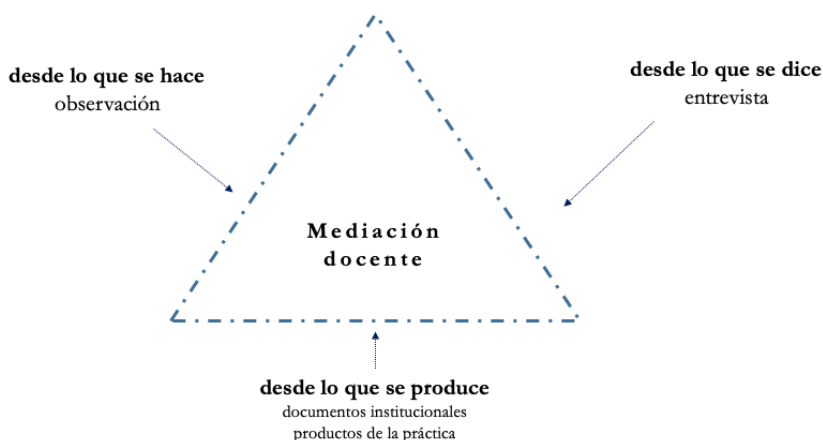 desde lo que se hace
observación
desde lo que se dice
entrevista
Mediación
docente
desde lo que se produce
documentos institucionales
productos de la práctica